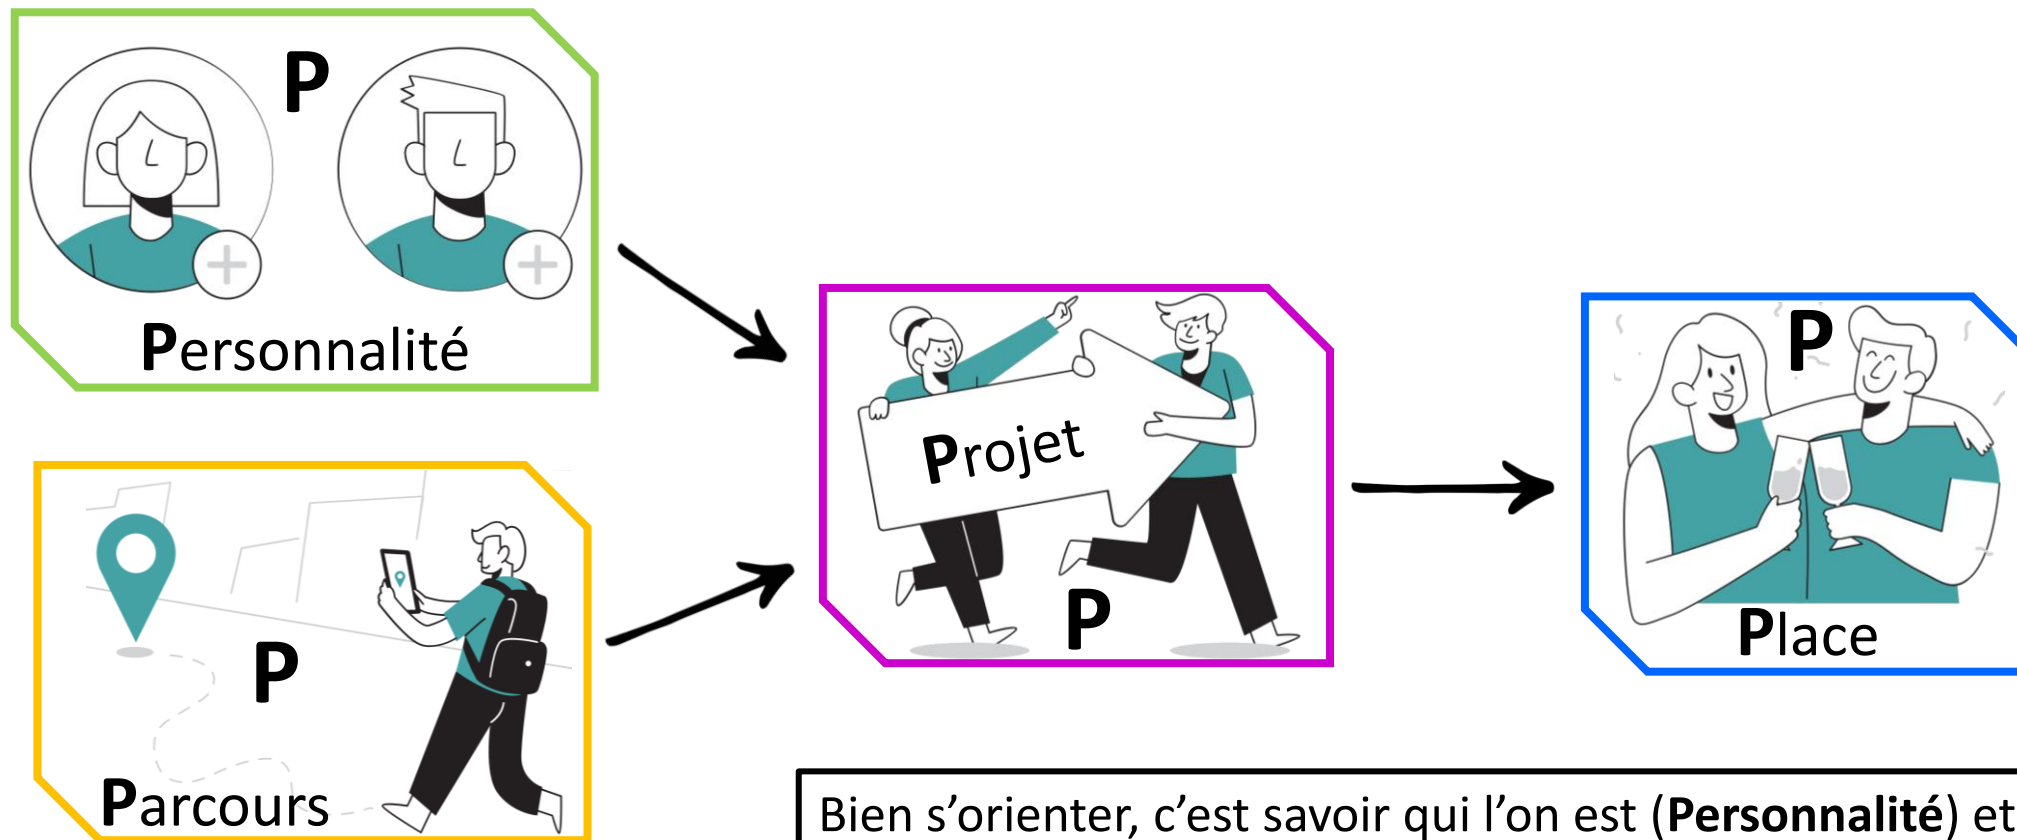 P
Personnalité
P
Parcours
Projet
P
P
Place
Bien s’orienter, c’est savoir qui l’on est (Personnalité) et